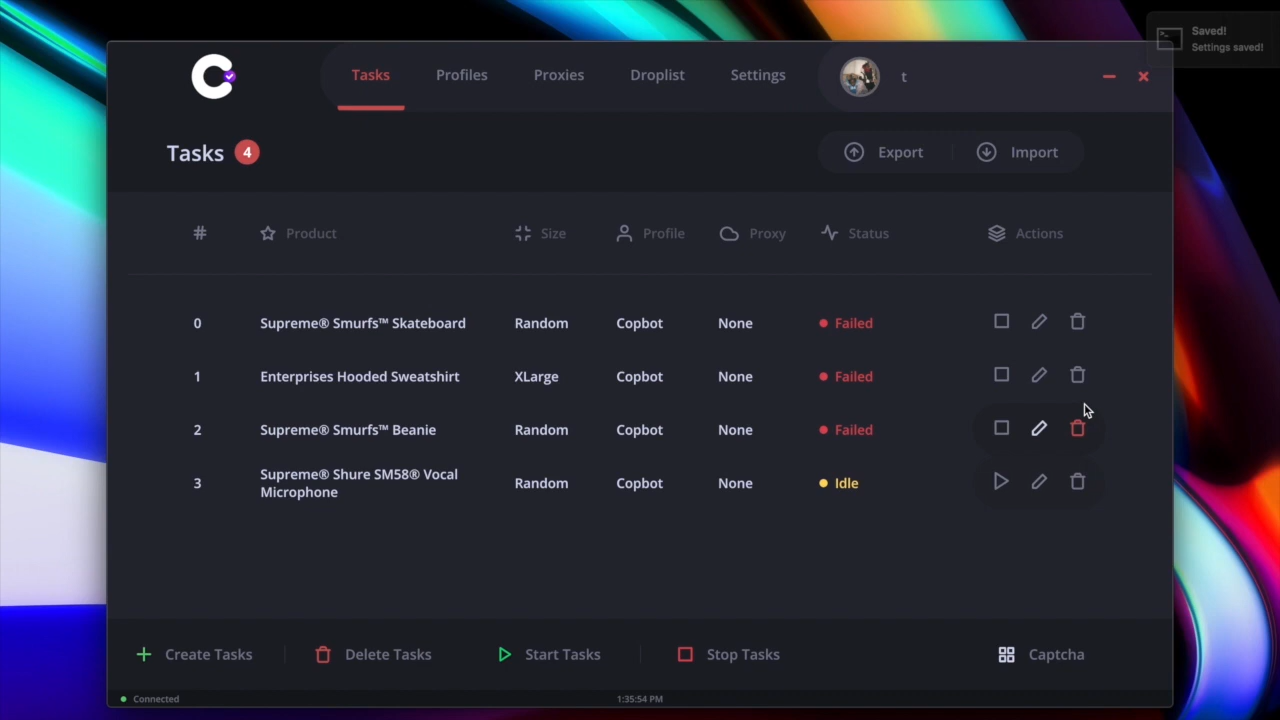 Saved!
Settings saved!
Tasks Profiles Proxies Droplist Settings t
Tasks 4 Export Import
# Product Size Profile Proxy Status Actions
0 Supreme® Smurfs™ Skateboard Random Copbot None Failed
1 Enterprises Hooded Sweatshirt XLarge Copbot None Failed
2 Supreme® Smurfs™ Beanie Random Copbot None Failed
3 Supreme® Shure SM58® Vocal Microphone Random Copbot None Idle
Create Tasks Delete Tasks Start Tasks Stop Tasks Captcha
Connected 1:35:54 PM